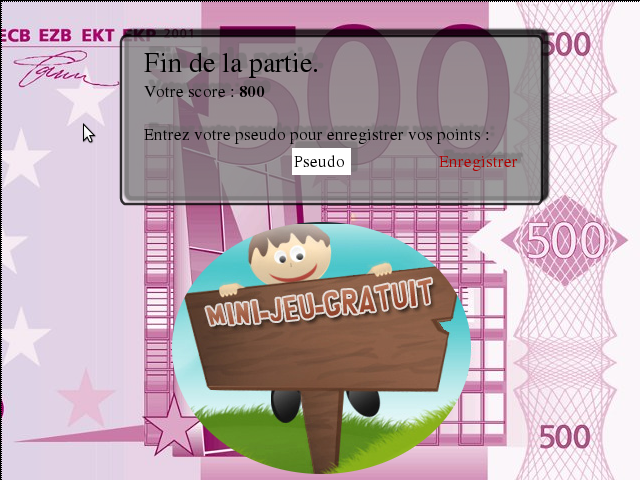 ECB EZB EKT EKP 2001
500
500
Fin de la partie.
Votre score : 800
Entrez votre pseudo pour enregistrer vos points :
Pseudo
Enregistrer
500
MINI-JEU-GRATUIT
500